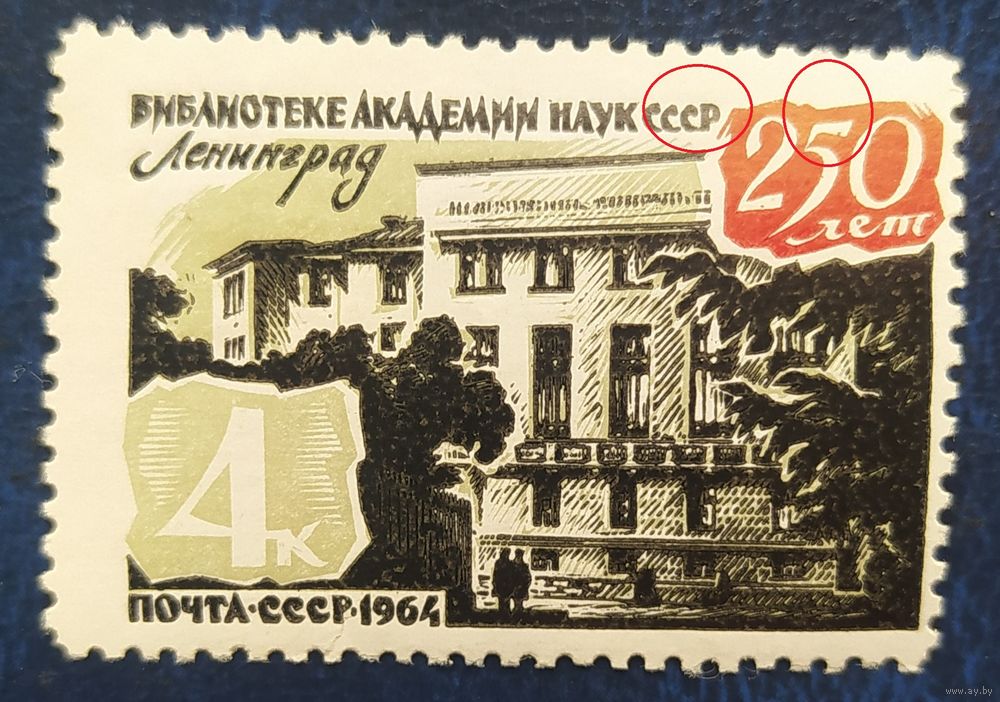 БИБЛИОТЕКЕ АКАДЕМИИ НАУК СССР
Ленинград
250
лет
4к
ПОЧТА·СССР·1964
www.ay.by